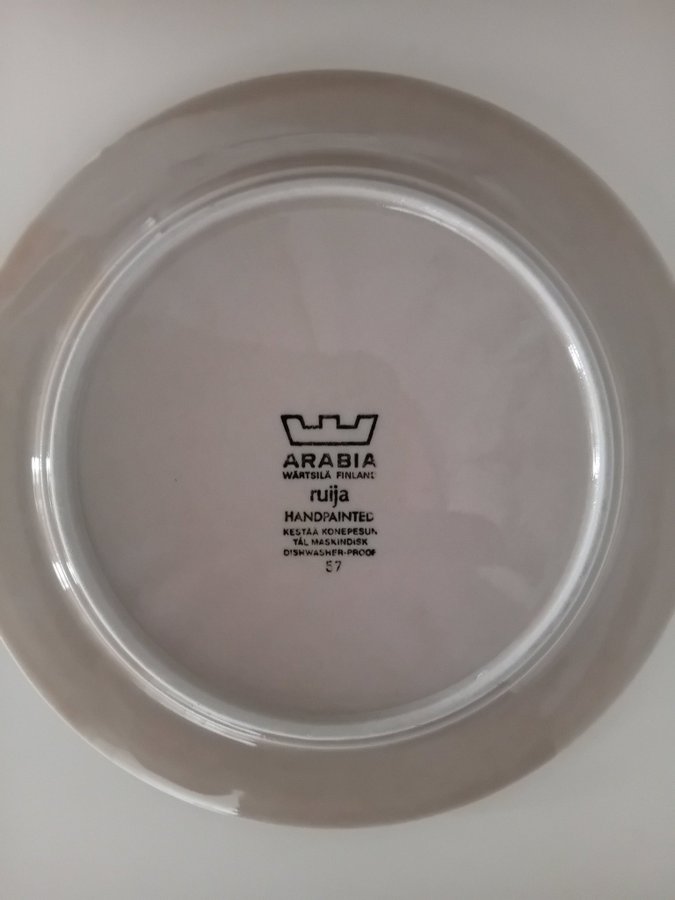 ARABIA
WÄRTSILÄ FINLAND
ruija
HANDPAINTED
KESTÄÄ KONEPESUN
TÅL MASKINDISK
DISHWASHER-PROOF
57